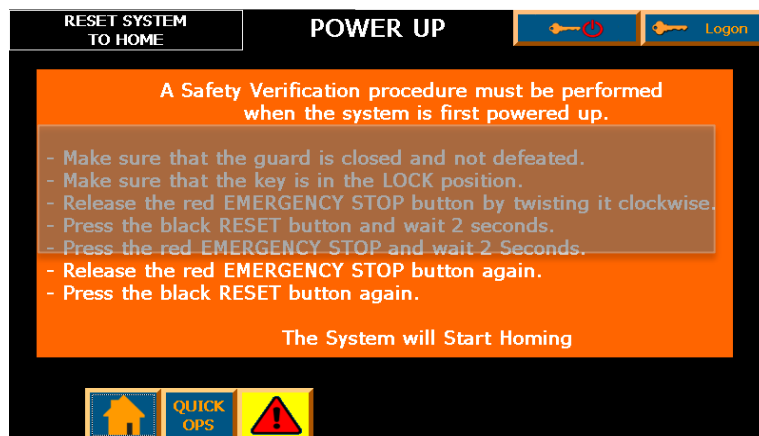 RESET SYSTEM
TO HOME
POWER UP
Logon
A Safety Verification procedure must be performed
when the system is first powered up.
- Make sure that the guard is closed and not defeated.
- Make sure that the key is in the LOCK position.
- Release the red EMERGENCY STOP button by twisting it clockwise.
- Press the black RESET button and wait 2 seconds.
- Press the red EMERGENCY STOP and wait 2 Seconds.
- Release the red EMERGENCY STOP button again.
- Press the black RESET button again.
The System will Start Homing
QUICK
OPS